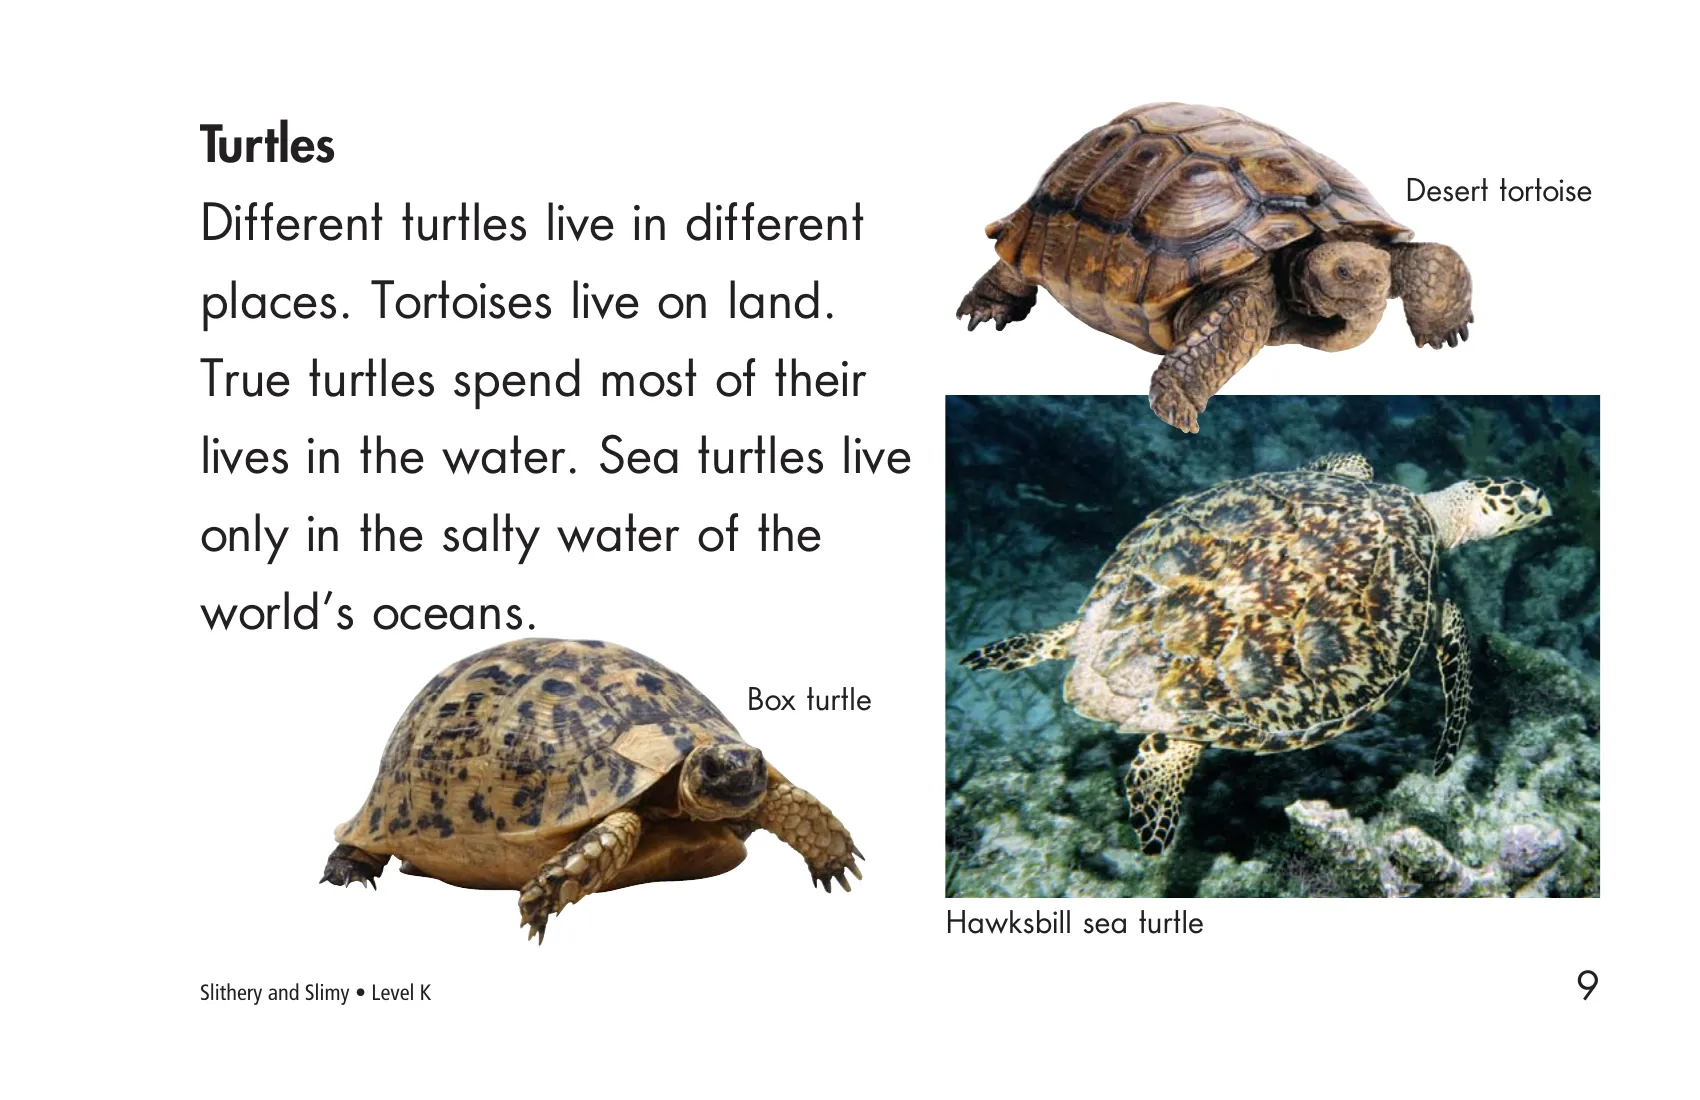 Turtles
Different turtles live in different
places. Tortoises live on land.
True turtles spend most of their
lives in the water. Sea turtles live
only in the salty water of the
world's oceans.
Box turtle
Desert tortoise
Hawksbill sea turtle
Slithery and Slimy • Level K
9